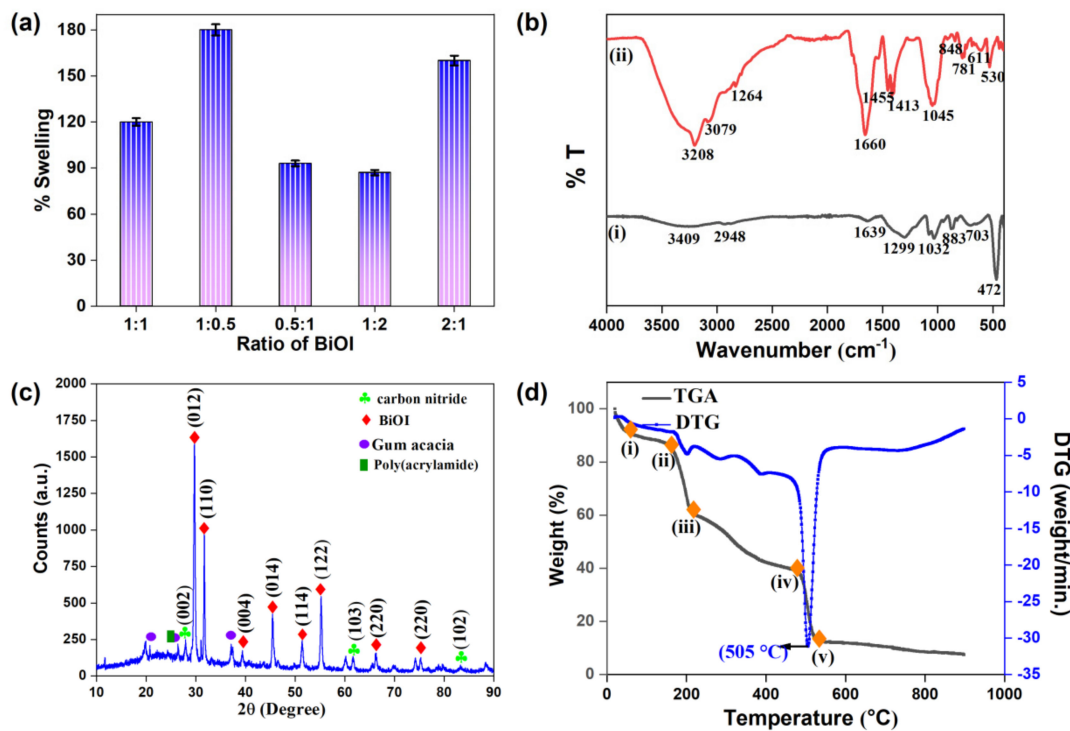 (a)
% Swelling
180
150
120
90
60
30
0
1:1
1:0.5
0.5:1
1:2
2:1
Ratio of BiOI
(b)
(ii)
% T
(i)
3208
3079
1264
1660
1455
1413
1045
848
781
611
530
3409
2948
1639
1299
1032
883
703
472
4000 3500 3000 2500 2000 1500 1000 500
Wavenumber (cm⁻¹)
(c)
Counts (a.u.)
2000
1750
1500
1250
1000
750
500
250
0
carbon nitride
BiOI
Gum acacia
Poly(acrylamide)
(002)
(012)
(110)
(004)
(014)
(114)
(122)
(103)
(220)
(220)
(102)
10 20 30 40 50 60 70 80 90
2θ (Degree)
(d)
Weight (%)
100
80
60
40
20
0
TGA
DTG
(i)
(ii)
(iii)
(iv)
(v)
(505 °C)
5
0
-5
-10
-15
-20
-25
-30
-35
DTG (weight/min.)
0 200 400 600 800 1000
Temperature (°C)